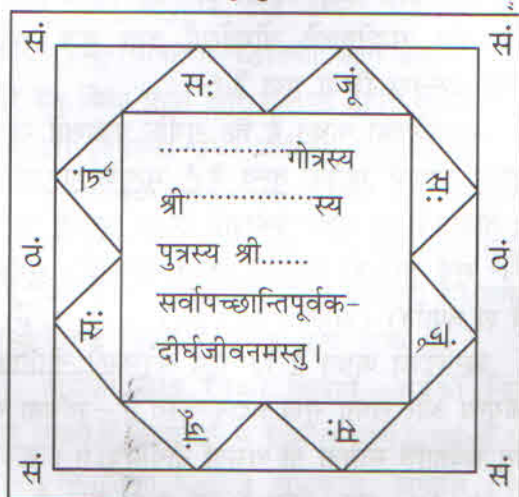 सं सं
सः जूं
जूं सः
..............गोत्रस्य
श्री..............स्य
पुत्रस्य श्री......
सर्वापच्छान्तिपूर्वक-
दीर्घजीवनमस्तु।
सः जूं
जूं सः
सं सं